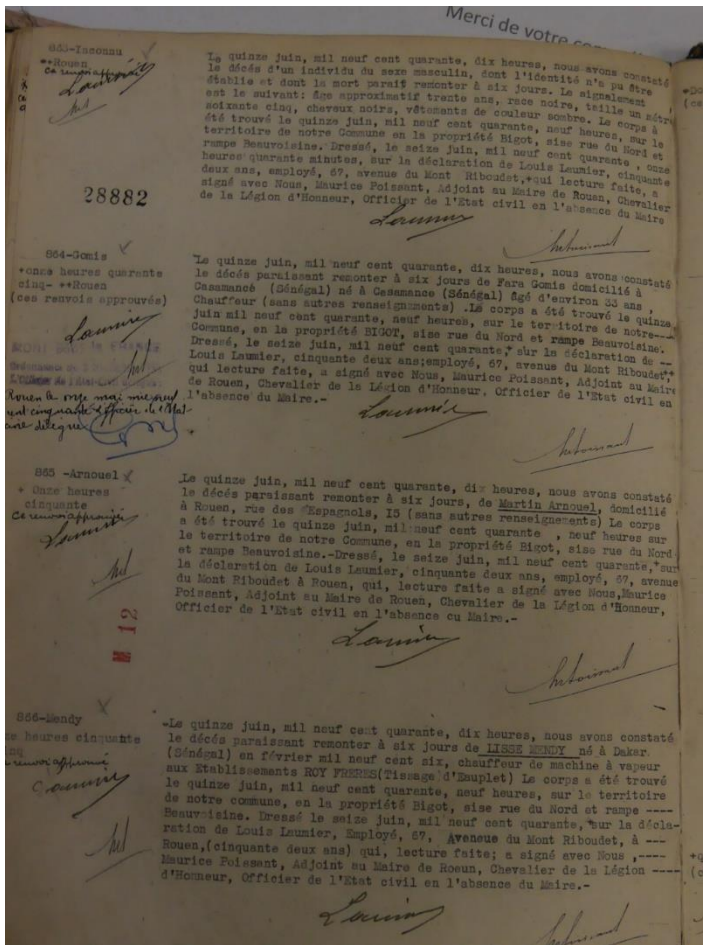 Merci de votre
863-Inconnu
*+Rouen
ce renvoi approuvé
Le quinze juin, mil neuf cent quarante, dix heures, nous avons constaté
le décés d'un individu du sexe masculin, dont l'identité n'a pu être
établie et dont la mort parait remonter à six jours. Le signalement
est le suivant: âge approximatif trente ans, race noire, taille un mètre
soixante cinq, cheveux noirs, vêtements de couleur sombre. Le corps a
été trouvé le quinze juin, mil neuf cent quarante, neuf heures, sur le
territoire de notre Commune en la propriété Bigot, sise rue du Nord et
rampe Beauvoisine. Dressé, le seize juin, mil neuf cent quarante, onze
heures quarante minutes, sur la déclaration de Louis Laumier, cinquante
deux ans, employé, 67, avenue du Mont Riboudet,*+qui lecture faite, a
signé avec Nous, Maurice Poissant, Adjoint au Maire de Rouen, Chevalier
de la Légion d'Honneur, Officier de l'Etat civil en l'absence du Maire
28882
864-Gomis
+onze heures quarante
cinq- *+Rouen
(ces renvois approuvés)
Rouen le onze mai mil neuf
cent cinquante L'officier de l'Etat
civil délégué
Le quinze juin, mil neuf cent quarante, dix heures, nous avons constaté
le décés paraissant remonter à six jours de Fara Gomis domicilié à
Casamancé (Sénégal) né à Casamance (Sénégal) âgé d'environ 33 ans,
Chauffeur (sans autres renseignements) .Le corps a été trouvé le quinze
juin mil neuf cent quarante, neuf heures, sur le territoire de notre---
Commune, en la propriété BIGOT, sise rue du Nord et rampe Beauvoisine.
Dressé, le seize juin, mil neuf cent quarante,+ sur la déclaration de --
Louis Laumier, cinquante deux ans;employé, 67, avenue du Mont Riboudet,*+
qui lecture faite, a signé avec Nous, Maurice Poissant, Adjoint au Maire
de Rouen, Chevalier de la Légion d'Honneur, Officier de l'Etat civil en
l'absence du Maire.-
865 -Arnouel
+ Onze heures
cinquante
Ce renvoi approuvé
Le quinze juin, mil neuf cent quarante, dix heures, nous avons constaté
le décés paraissant remonter à six jours, de Martin Arnouel, domicilié
à Rouen, rue des Espagnols, I5 (sans autres renseignements) Le corps
a été trouvé le quinze juin, mil neuf cent quarante , neuf heures sur
le territoire de notre Commune, en la propriété Bigot, sise rue du Nord
et rampe Beauvoisine.-Dressé, le seize juin, mil neuf cent quarante,+sur
la déclaration de Louis Laumier, cinquante deux ans, employé, 67, avenue
du Mont Riboudet à Rouen, qui, lecture faite a signé avec Nous,Maurice
Poissant, Adjoint au Maire de Rouen, Chevalier de la Légion d'Honneur,
Officier de l'Etat civil en l'absence cu Maire.-
12
866-Mendy
heures cinquante
renvoi approuvé
-Le quinze juin, mil neuf cent quarante, dix heures, nous avons constaté
le décés paraissant remonter à six jours de LISSE MENDY né à Dakar
(Sénégal) en février mil neuf cent six, chauffeur de machine à vapeur
aux Etablissements ROY FRERES(Tissage d'Eauplet) Le corps a été trouvé
le quinze juin, mil neuf cent quarante, neuf heures, sur le territoire
de notre commune, en la propriété Bigot, sise rue du Nord et rampe ----
Beauvoisine. Dressé le seize juin, mil neuf cent quarante,+sur la décla-
ration de Louis Laumier, Employé, 67, Avenaue du Mont Riboudet, à ---
Rouen,(cinquante deux ans) qui, lecture faite; a signé avec Nous ,----
Maurice Poissant, Adjoint au Maire de Roeun, Chevalier de la Légion ----
d'Honneur, Officier de l'Etat civil en l'absence du Maire.-